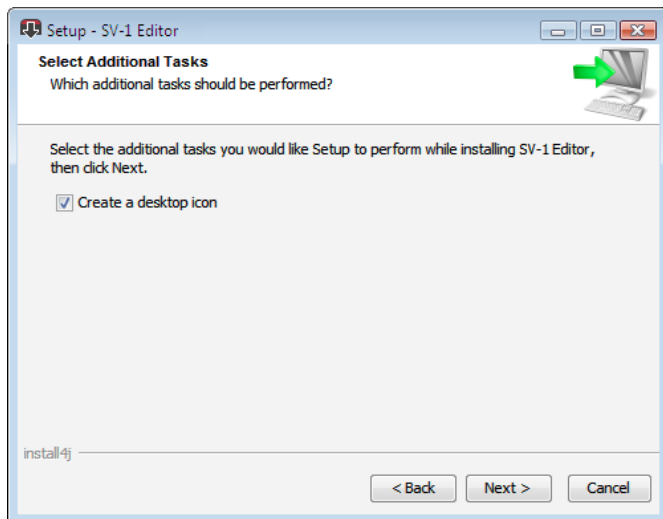 Setup - SV-1 Editor
Select Additional Tasks
Which additional tasks should be performed?
Select the additional tasks you would like Setup to perform while installing SV-1 Editor,
then click Next.
Create a desktop icon
install4j
< Back Next > Cancel